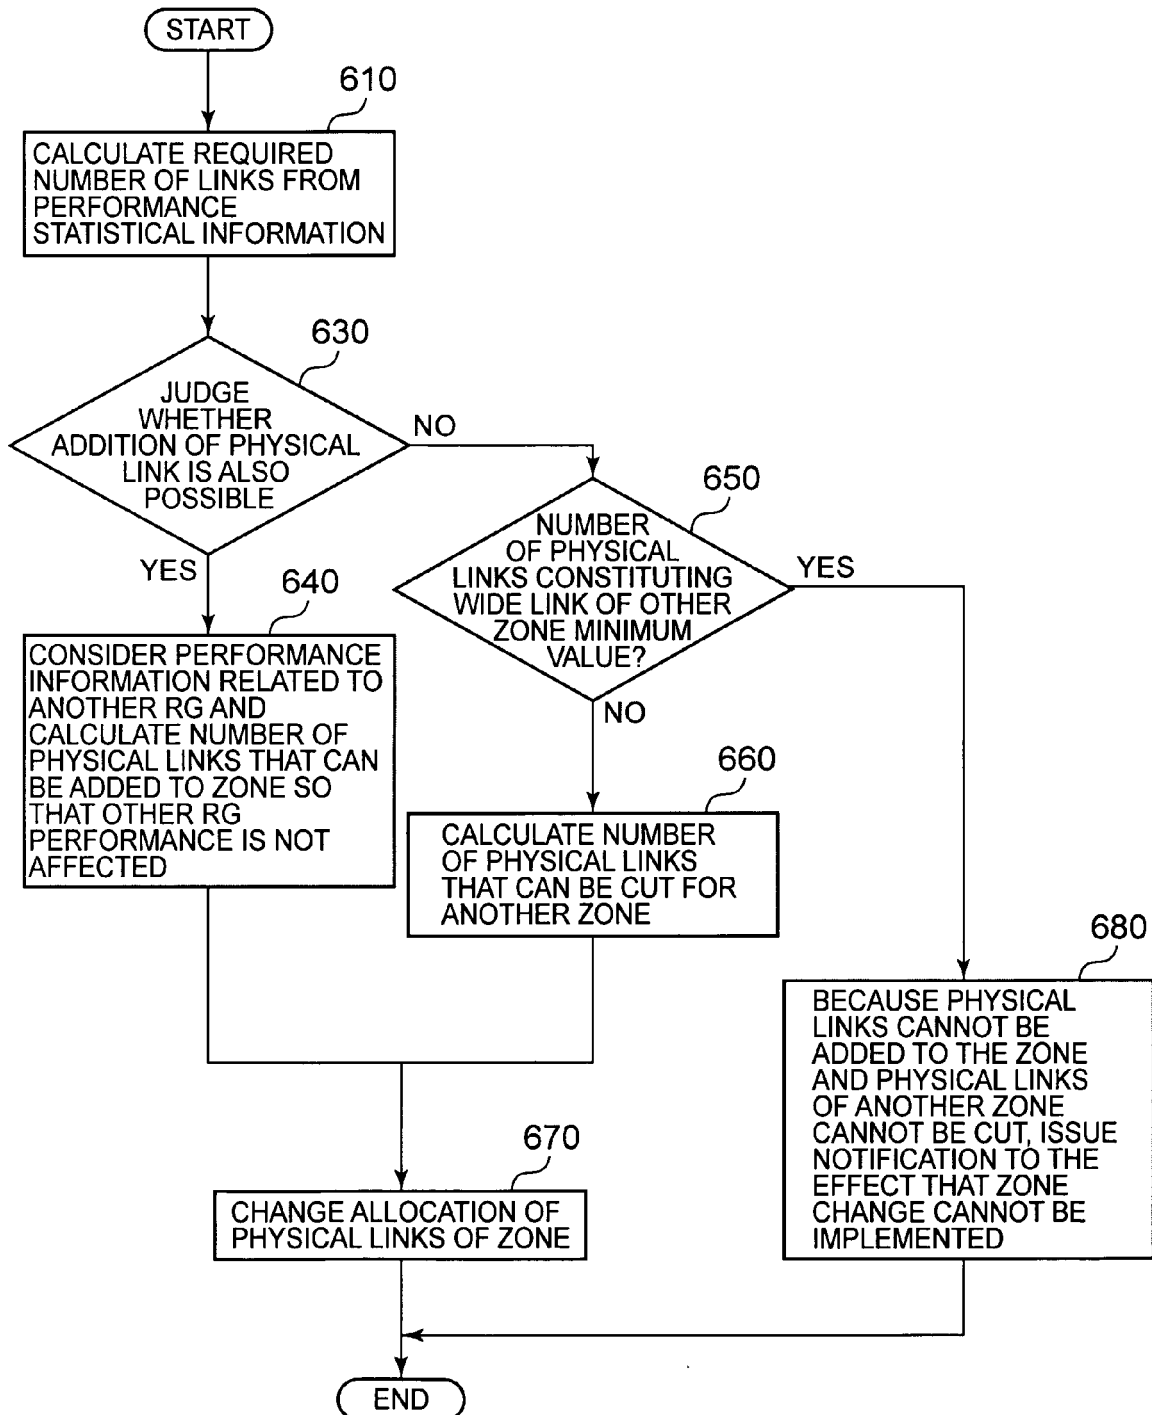 START
610
CALCULATE REQUIRED
NUMBER OF LINKS FROM
PERFORMANCE
STATISTICAL INFORMATION
630
JUDGE
WHETHER
ADDITION OF PHYSICAL
LINK IS ALSO
POSSIBLE
NO
YES
650
NUMBER
OF PHYSICAL
LINKS CONSTITUTING
WIDE LINK OF OTHER
ZONE MINIMUM
VALUE?
YES
NO
640
CONSIDER PERFORMANCE
INFORMATION RELATED TO
ANOTHER RG AND
CALCULATE NUMBER OF
PHYSICAL LINKS THAT CAN
BE ADDED TO ZONE SO
THAT OTHER RG
PERFORMANCE IS NOT
AFFECTED
660
CALCULATE NUMBER
OF PHYSICAL LINKS
THAT CAN BE CUT FOR
ANOTHER ZONE
680
BECAUSE PHYSICAL
LINKS CANNOT BE
ADDED TO THE ZONE
AND PHYSICAL LINKS
OF ANOTHER ZONE
CANNOT BE CUT, ISSUE
NOTIFICATION TO THE
EFFECT THAT ZONE
CHANGE CANNOT BE
IMPLEMENTED
670
CHANGE ALLOCATION OF
PHYSICAL LINKS OF ZONE
END